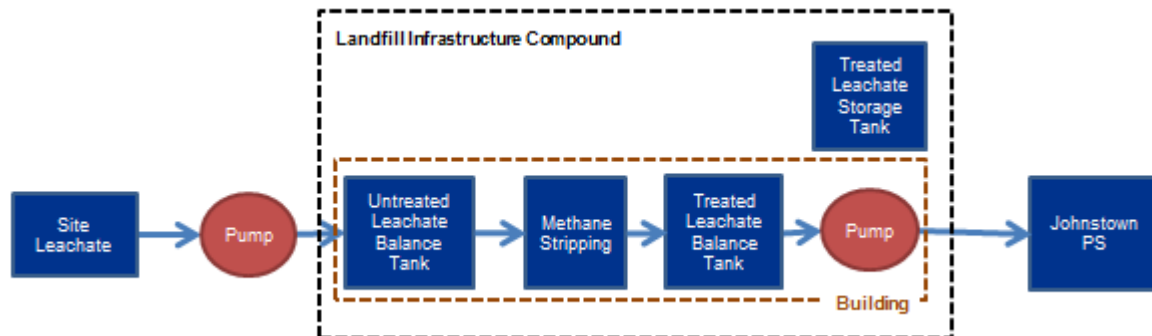 Landfill Infrastructure Compound
Treated
Leachate
Storage
Tank
Site
Leachate
Pump
Untreated
Leachate
Balance
Tank
Methane
Stripping
Treated
Leachate
Balance
Tank
Pump
Johnstown
PS
Building